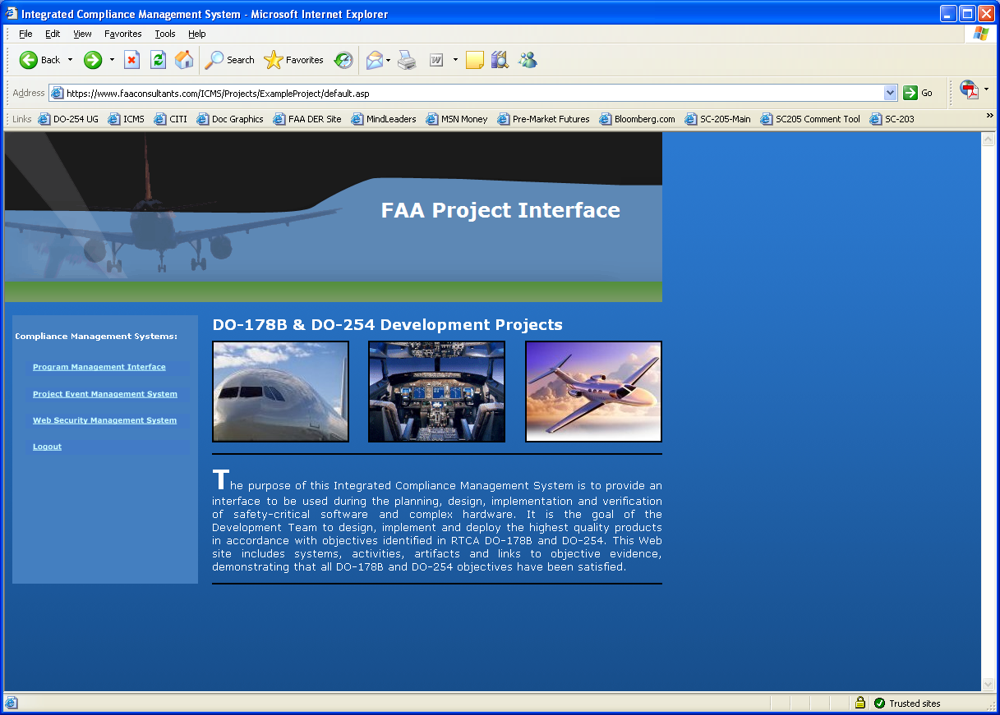 Integrated Compliance Management System - Microsoft Internet Explorer
File Edit View Favorites Tools Help
Back Search Favorites
Address https://www.faaconsultants.com/ICMS/Projects/ExampleProject/default.asp Go
Links DO-254 UG ICMS CITI Doc Graphics FAA DER Site MindLeaders MSN Money Pre-Market Futures Bloomberg.com SC-205-Main SC205 Comment Tool SC-203 »
FAA Project Interface
Compliance Management Systems:
Program Management Interface
Project Event Management System
Web Security Management System
Logout
DO-178B & DO-254 Development Projects
The purpose of this Integrated Compliance Management System is to provide an
interface to be used during the planning, design, implementation and verification
of safety-critical software and complex hardware. It is the goal of the
Development Team to design, implement and deploy the highest quality products
in accordance with objectives identified in RTCA DO-178B and DO-254. This Web
site includes systems, activities, artifacts and links to objective evidence,
demonstrating that all DO-178B and DO-254 objectives have been satisfied.
Trusted sites